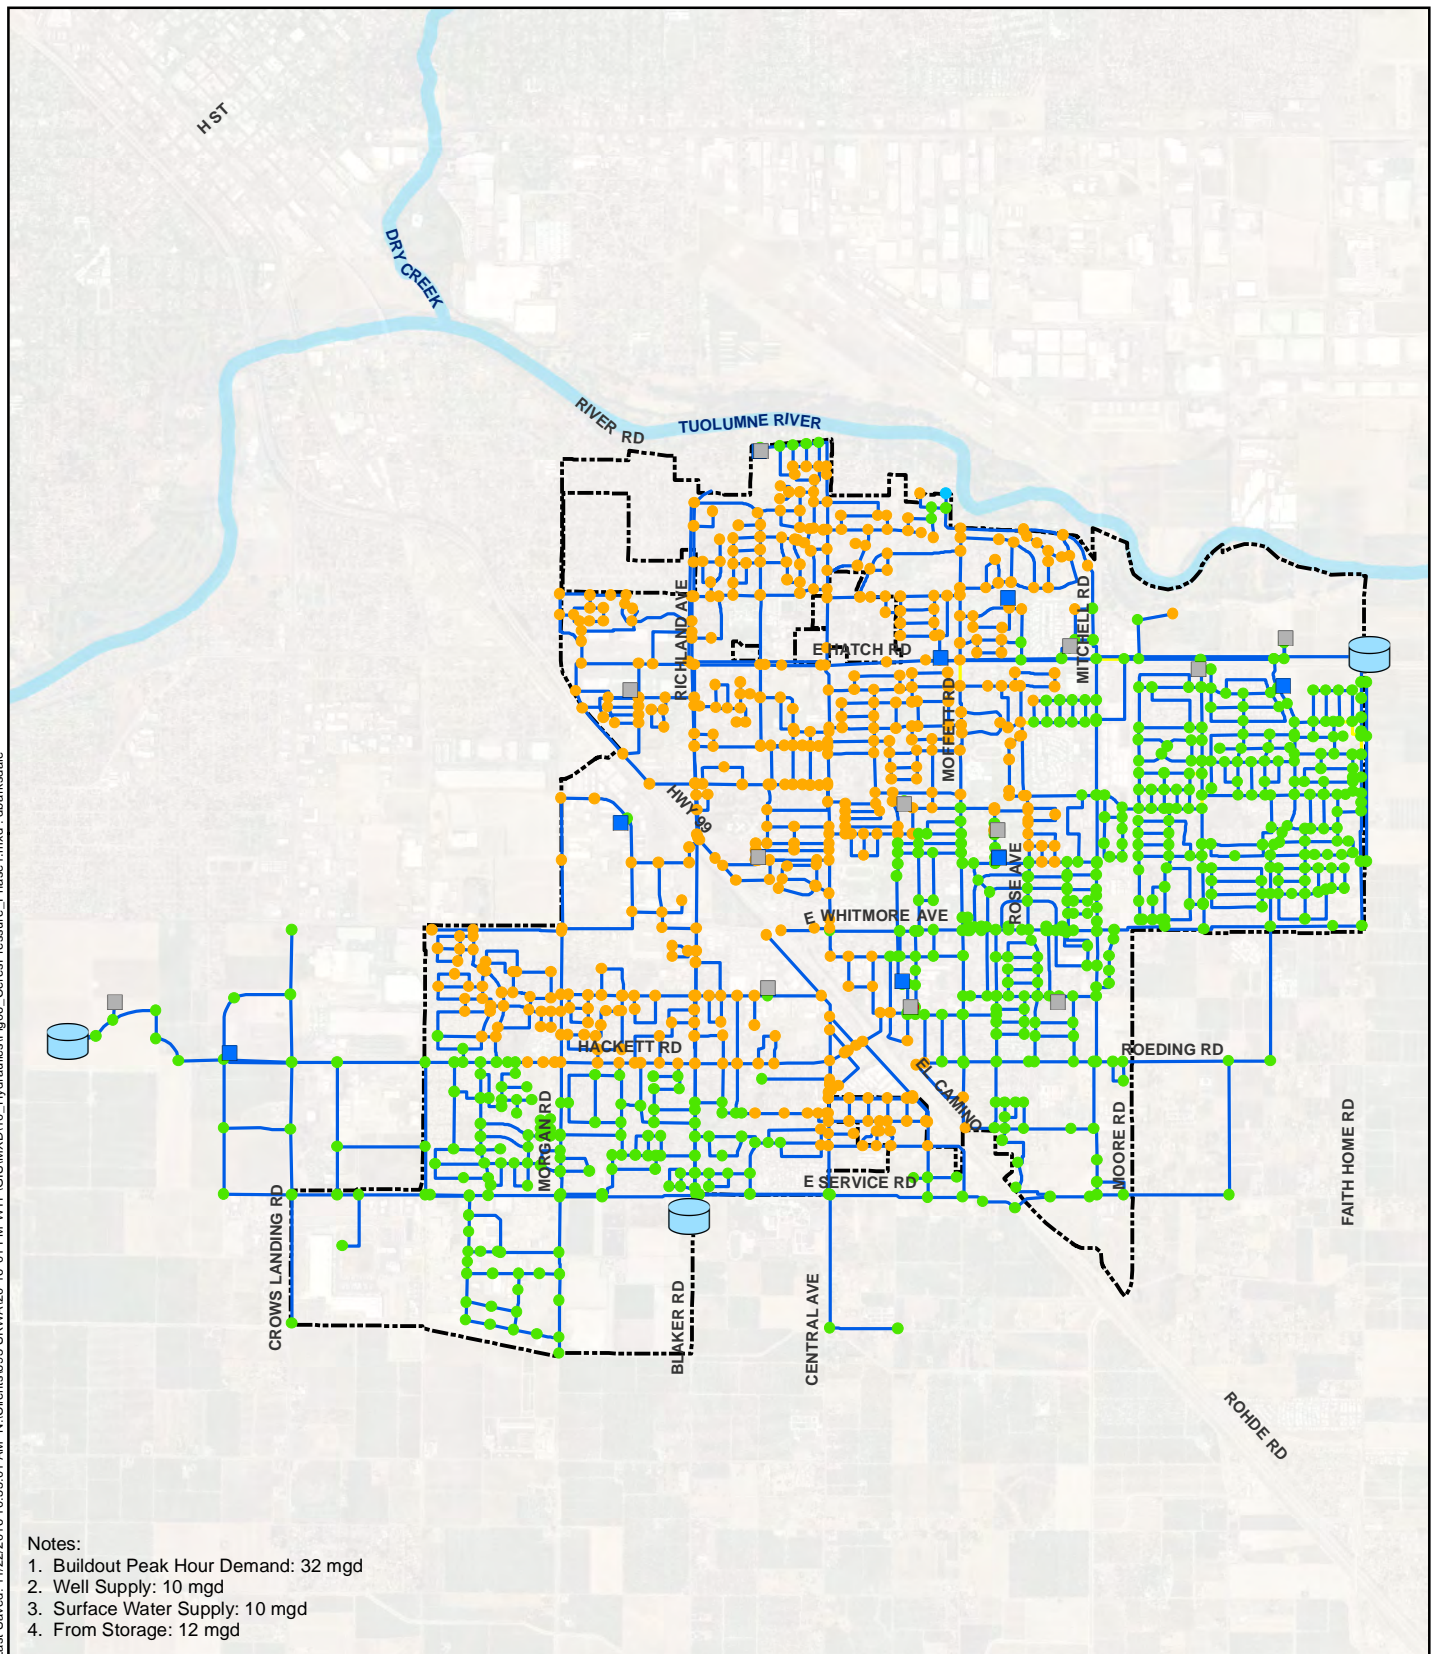 H ST
DRY CREEK
RIVER RD
TUOLUMNE RIVER
RICHLAND AVE
E HATCH RD
MITCHELL RD
MOFFETT RD
HWY 99
ROSE AVE
E WHITMORE AVE
HACKETT RD
ROEDING RD
EL CAMINO
MORGAN RD
MOORE RD
FAITH HOME RD
E SERVICE RD
CROWS LANDING RD
BLAKER RD
CENTRAL AVE
ROHDE RD
Notes:
1. Buildout Peak Hour Demand: 32 mgd
2. Well Supply: 10 mgd
3. Surface Water Supply: 10 mgd
4. From Storage: 12 mgd